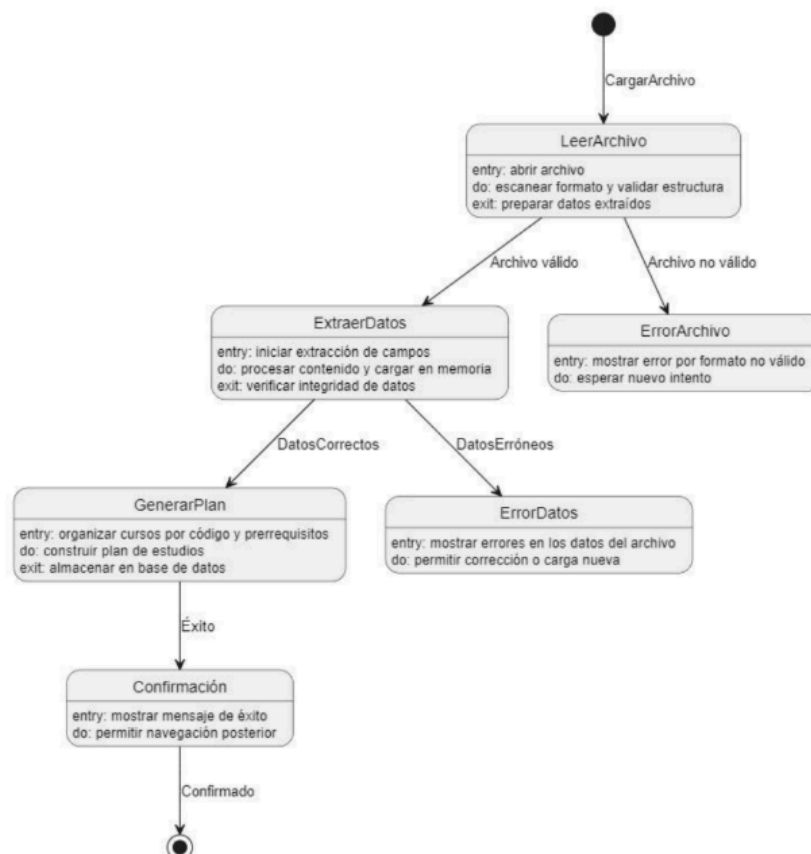 CargarArchivo
LeerArchivo
entry: abrir archivo
do: escanear formato y validar estructura
exit: preparar datos extraídos
Archivo válido
Archivo no válido
ExtraerDatos
entry: iniciar extracción de campos
do: procesar contenido y cargar en memoria
exit: verificar integridad de datos
ErrorArchivo
entry: mostrar error por formato no válido
do: esperar nuevo intento
DatosCorrectos
DatosErróneos
GenerarPlan
entry: organizar cursos por código y prerrequisitos
do: construir plan de estudios
exit: almacenar en base de datos
ErrorDatos
entry: mostrar errores en los datos del archivo
do: permitir corrección o carga nueva
Éxito
Confirmación
entry: mostrar mensaje de éxito
do: permitir navegación posterior
Confirmado